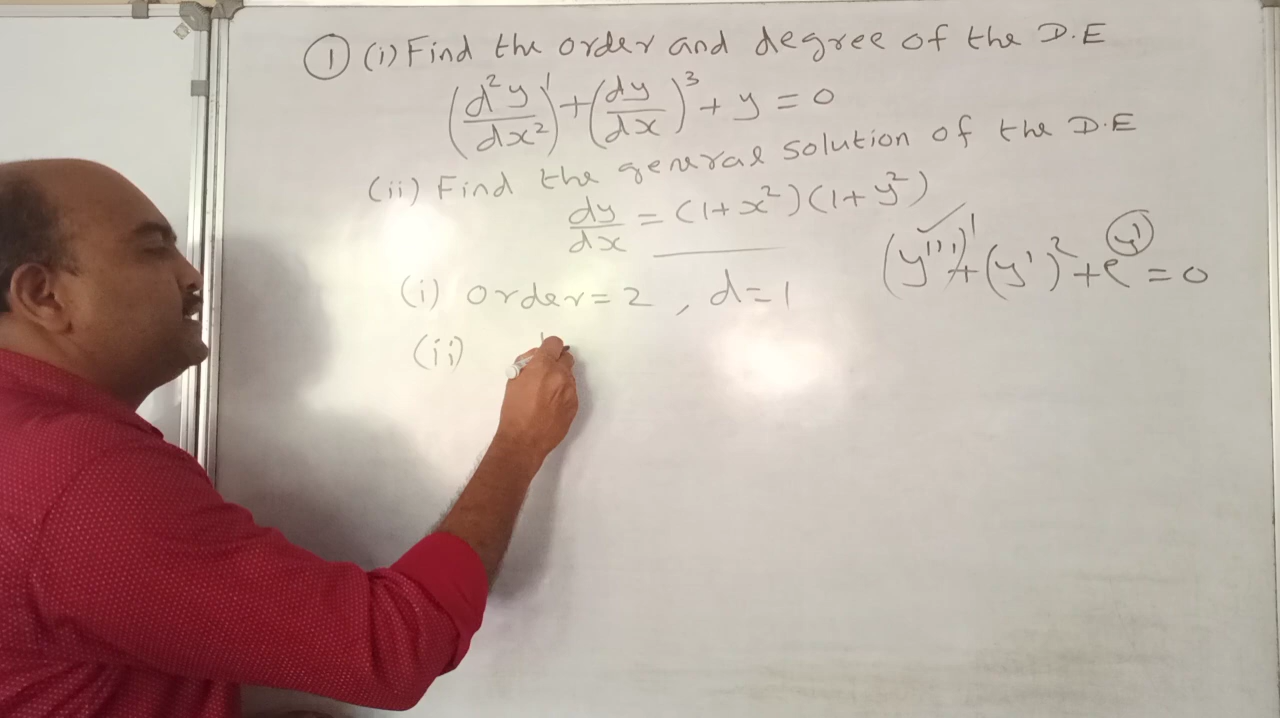 ① (i) Find the order and degree of the D.E
(d²y/dx²)¹ + (dy/dx)³ + y = 0
(ii) Find the general solution of the D.E
dy/dx = (1+x²)(1+y²)
(y''')¹ + (y')² + e^y' = 0
(i) order = 2 , d = 1
(ii)